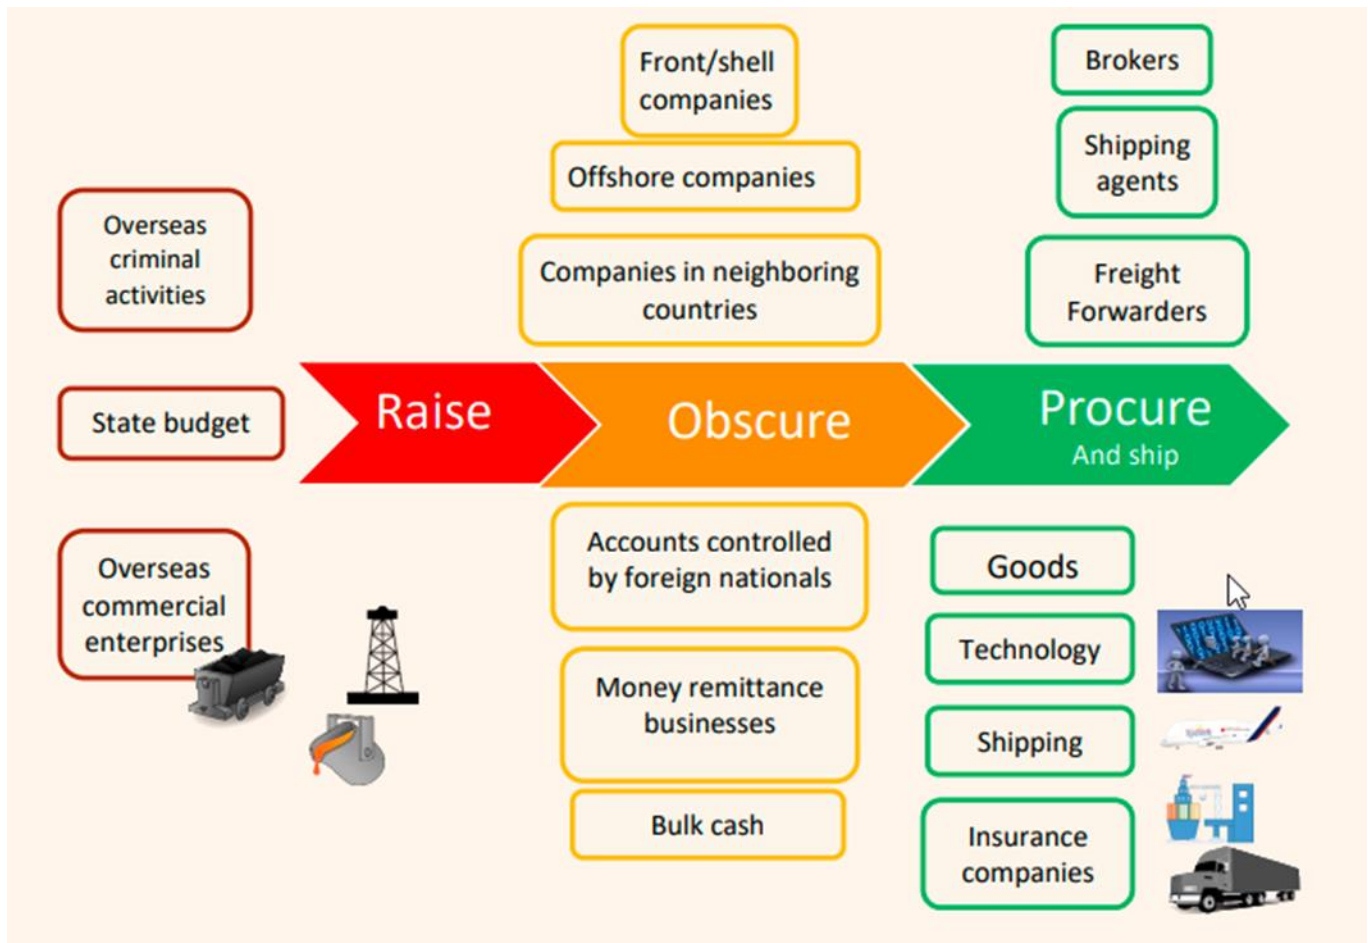 Overseas
criminal
activities
State budget
Overseas
commercial
enterprises
Raise
Front/shell
companies
Offshore companies
Companies in neighboring
countries
Obscure
Accounts controlled
by foreign nationals
Money remittance
businesses
Bulk cash
Brokers
Shipping
agents
Freight
Forwarders
Procure
And ship
Goods
Technology
Shipping
Insurance
companies